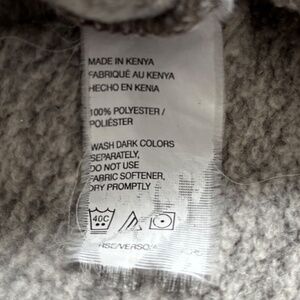 MADE IN KENYA
FABRIQUÉ AU KENYA
HECHO EN KENIA
100% POLYESTER /
POLIÉSTER
WASH DARK COLORS
SEPARATELY,
DO NOT USE
FABRIC SOFTENER,
DRY PROMPTLY
40C